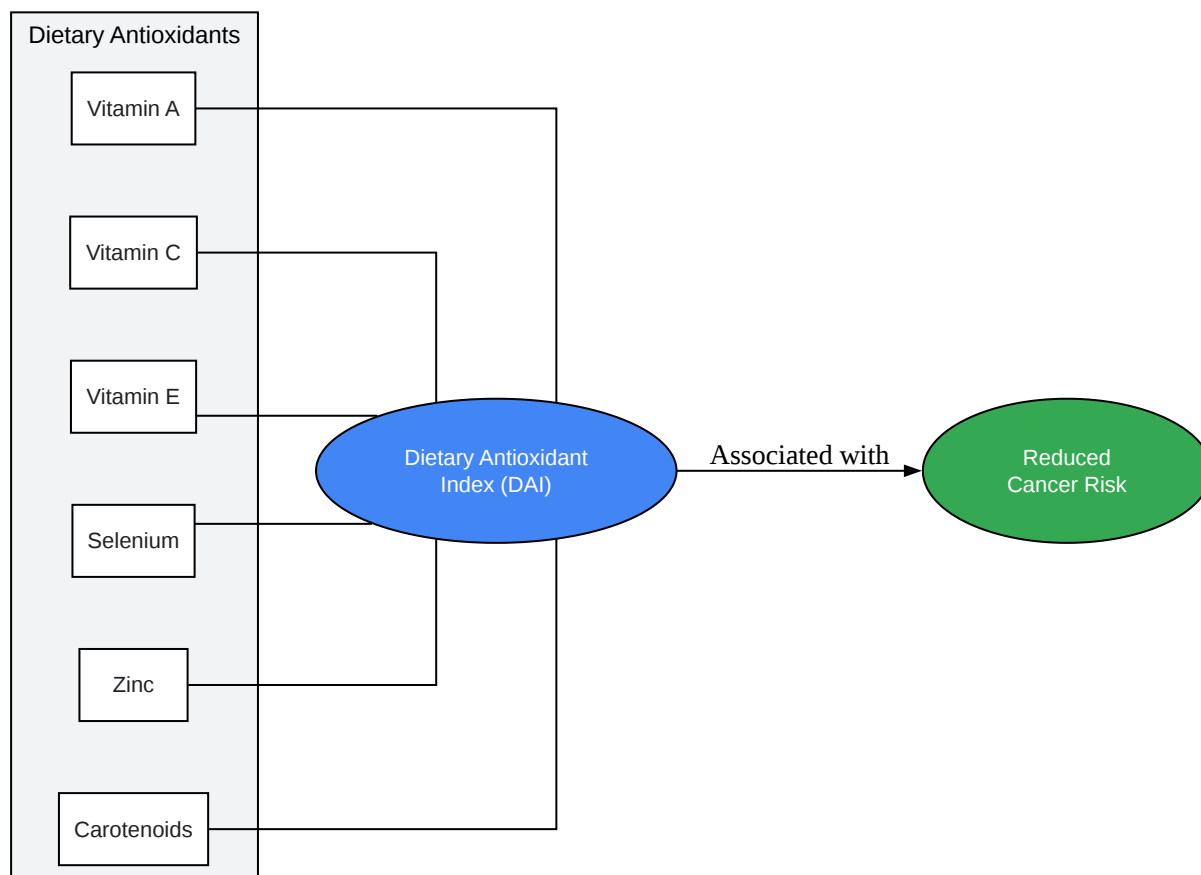 Dietary Antioxidants
Vitamin A
Vitamin C
Vitamin E
Selenium
Zinc
Carotenoids
Dietary Antioxidant
Index (DAI)
Associated with
Reduced
Cancer Risk